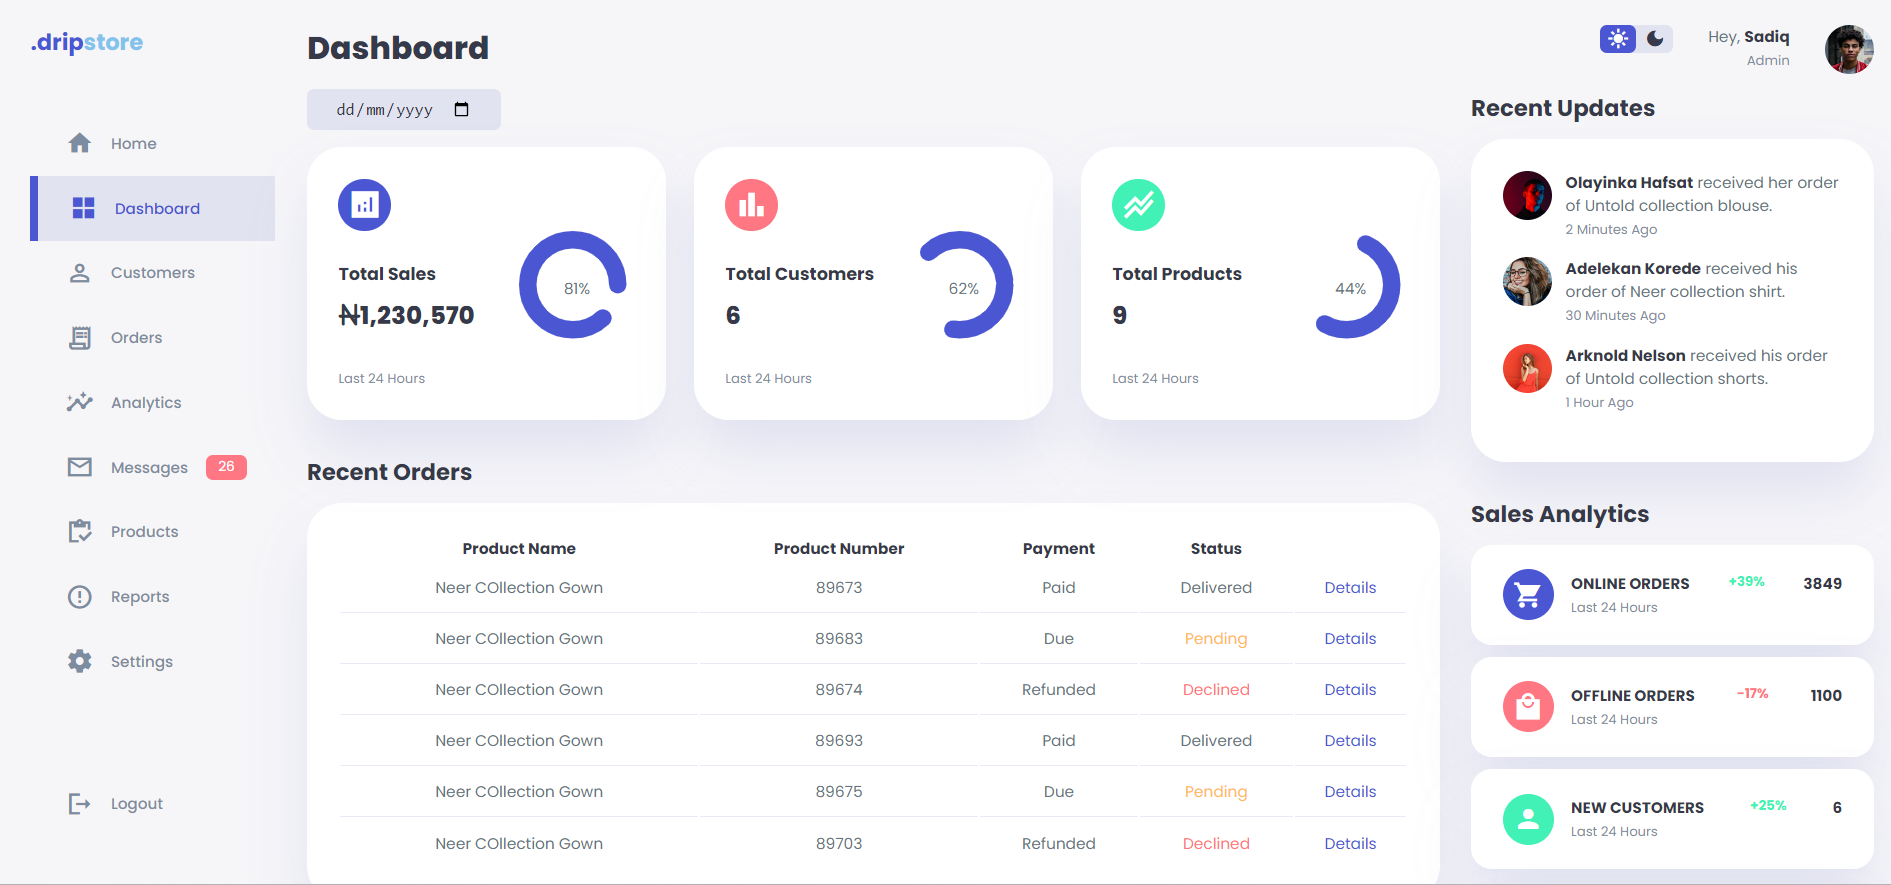 .dripstore
Home
Dashboard
Customers
Orders
Analytics
Messages 26
Products
Reports
Settings
Logout
Dashboard
dd/mm/yyyy
Total Sales
₦1,230,570
81%
Last 24 Hours
Total Customers
6
62%
Last 24 Hours
Total Products
9
44%
Last 24 Hours
Recent Orders
Product Name Product Number Payment Status
Neer COllection Gown 89673 Paid Delivered Details
Neer COllection Gown 89683 Due Pending Details
Neer COllection Gown 89674 Refunded Declined Details
Neer COllection Gown 89693 Paid Delivered Details
Neer COllection Gown 89675 Due Pending Details
Neer COllection Gown 89703 Refunded Declined Details
Hey, Sadiq
Admin
Recent Updates
Olayinka Hafsat received her order
of Untold collection blouse.
2 Minutes Ago
Adelekan Korede received his
order of Neer collection shirt.
30 Minutes Ago
Arknold Nelson received his order
of Untold collection shorts.
1 Hour Ago
Sales Analytics
ONLINE ORDERS +39% 3849
Last 24 Hours
OFFLINE ORDERS -17% 1100
Last 24 Hours
NEW CUSTOMERS +25% 6
Last 24 Hours